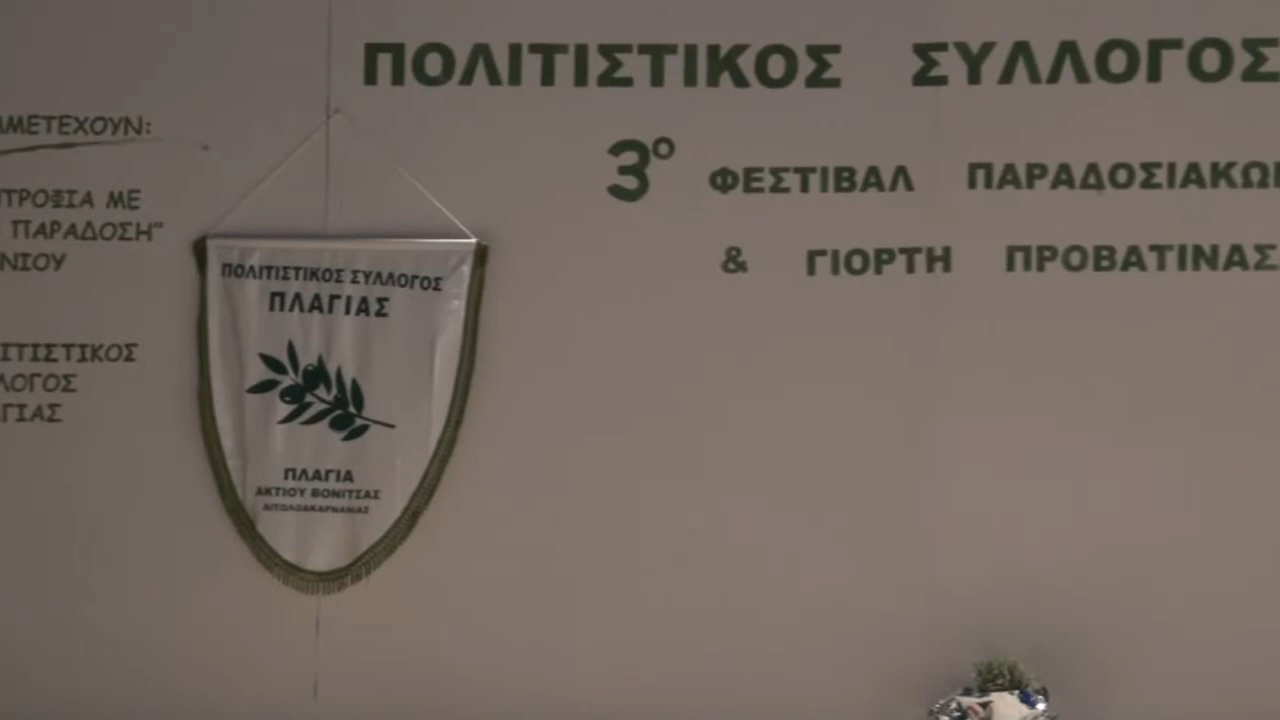 ΠΟΛΙΤΙΣΤΙΚΟΣ ΣΥΛΛΟΓΟΣ
3ο ΦΕΣΤΙΒΑΛ ΠΑΡΑΔΟΣΙΑΚΩ
& ΓΙΟΡΤΗ ΠΡΟΒΑΤΙΝΑΣ
ΜΕΤΕΧΟΥΝ:
ΤΡΟΦΙΑ ΜΕ
ΠΑΡΑΔΟΣΗ"
ΝΙΟΥ
ΙΤΙΣΤΙΚΟΣ
ΛΟΓΟΣ
ΓΙΑΣ
ΠΟΛΙΤΙΣΤΙΚΟΣ ΣΥΛΛΟΓΟΣ
ΠΛΑΓΙΑΣ
ΠΛΑΓΙΑ
ΑΚΤΙΟΥ ΒΟΝΙΤΣΑΣ
ΑΙΤΩΛΟΑΚΑΡΝΑΝΙΑΣ